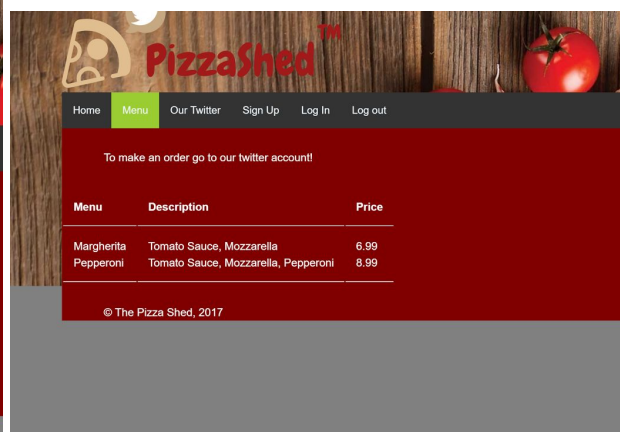 PizzaShed™
Home Menu Our Twitter Sign Up Log In Log out
To make an order go to our twitter account!
Menu Description Price
Margherita Tomato Sauce, Mozzarella 6.99
Pepperoni Tomato Sauce, Mozzarella, Pepperoni 8.99
© The Pizza Shed, 2017